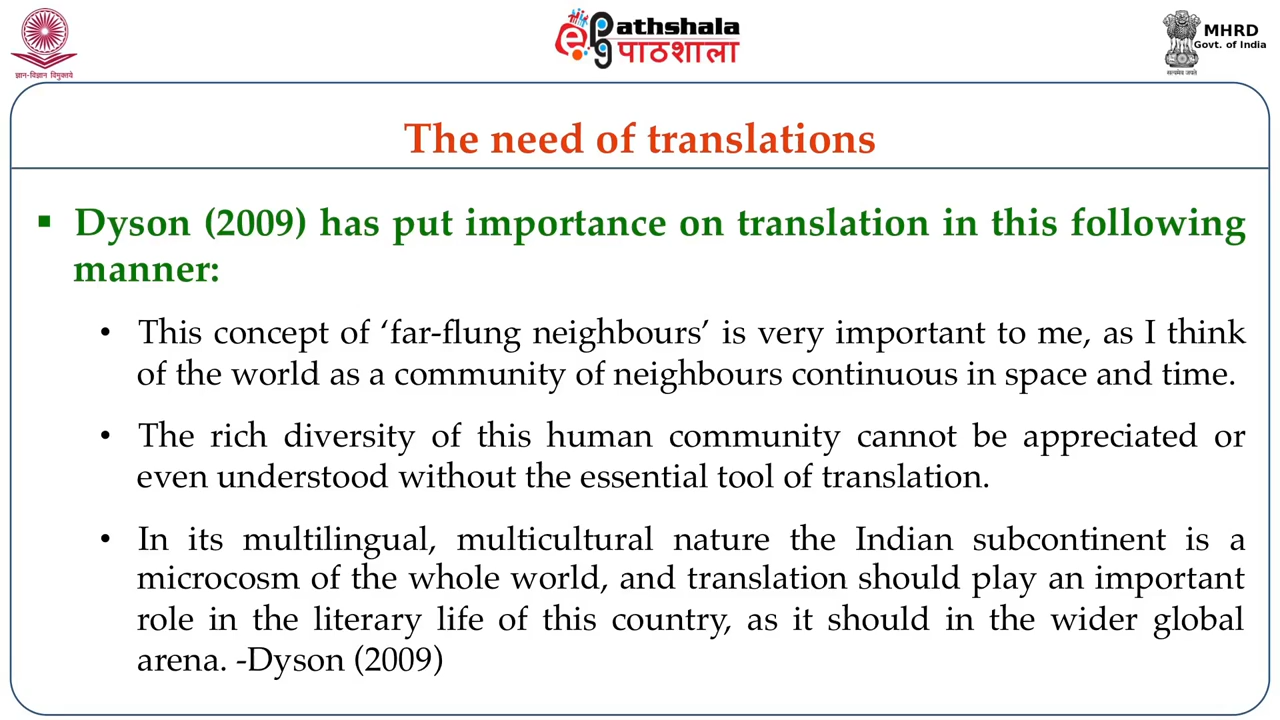 ज्ञान-विज्ञान विमुक्तये
ePathshala
पाठशाला
MHRD
Govt. of India
सत्यमेव जयते
The need of translations
▪ Dyson (2009) has put importance on translation in this following
manner:
• This concept of ‘far-flung neighbours’ is very important to me, as I think
of the world as a community of neighbours continuous in space and time.
• The rich diversity of this human community cannot be appreciated or
even understood without the essential tool of translation.
• In its multilingual, multicultural nature the Indian subcontinent is a
microcosm of the whole world, and translation should play an important
role in the literary life of this country, as it should in the wider global
arena. -Dyson (2009)